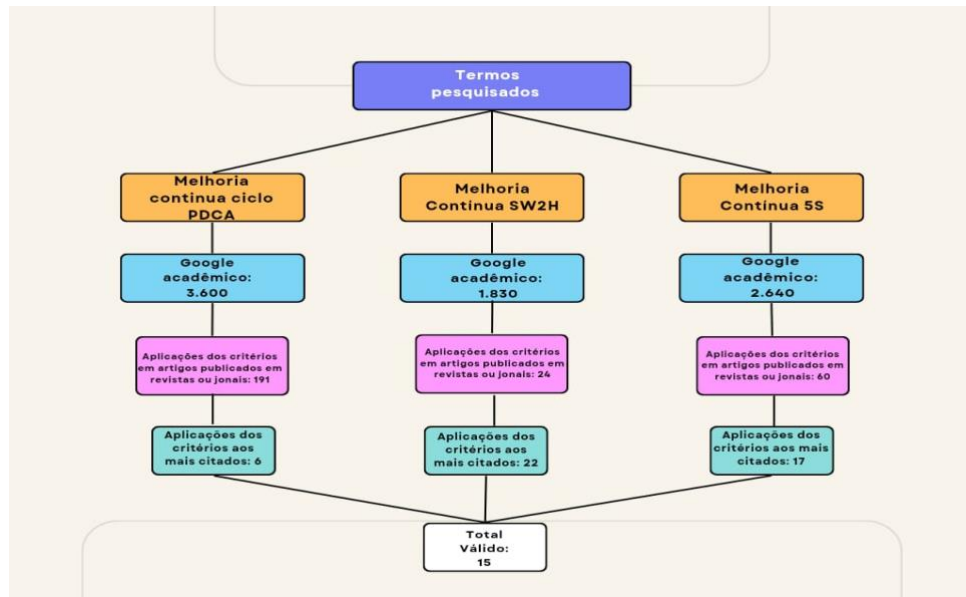 Termos
pesquisados
Melhoria
continua ciclo
PDCA
Melhoria
Contínua SW2H
Melhoria
Contínua 5S
Google
acadêmico:
3.600
Google
acadêmico:
1.830
Google
acadêmico:
2.640
Aplicações dos critérios
em artigos publicados em
revistas ou jonais: 191
Aplicações dos critérios
em artigos publicados em
revistas ou jonais: 24
Aplicações dos critérios
em artigos publicados em
revistas ou jonais: 60
Aplicações dos
critérios aos
mais citados: 6
Aplicações dos
critérios aos
mais citados: 22
Aplicações dos
critérios aos mais
citados: 17
Total
Válido:
15